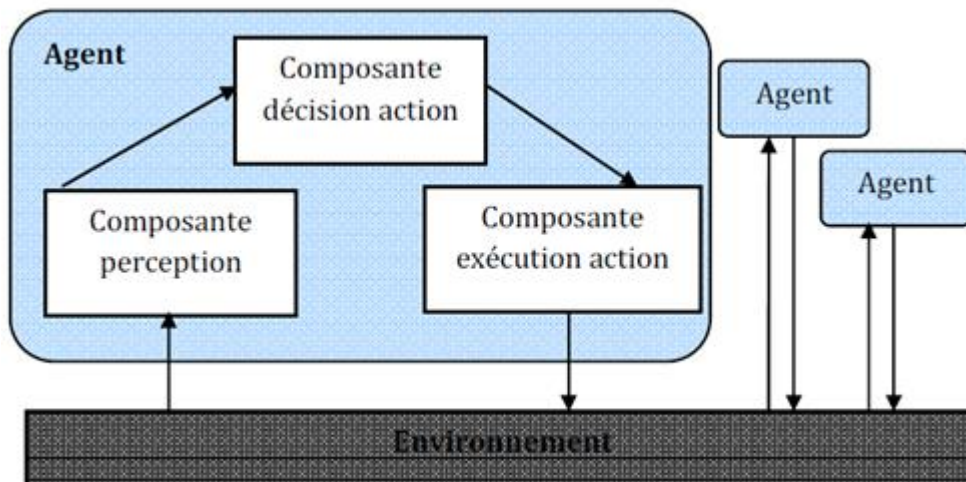 Agent
Composante
décision action
Composante
perception
Composante
exécution action
Agent
Agent
Environnement